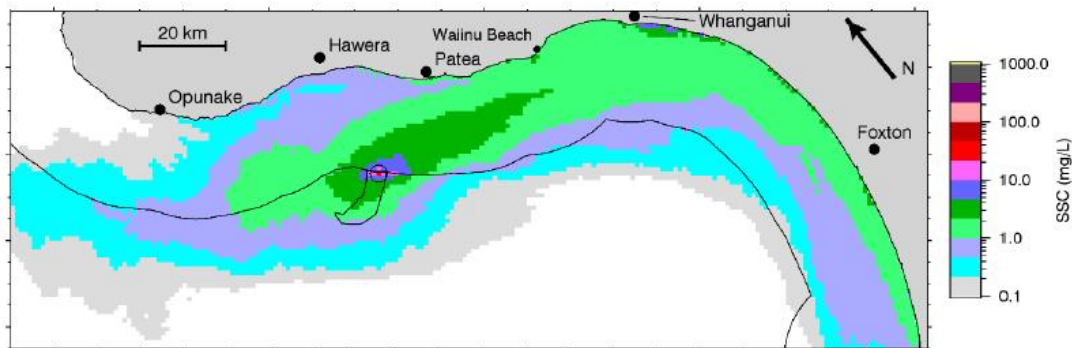 20 km
Whanganui
Hawera
Waiinu Beach
Patea
Opunake
N
Foxton
1000.0
100.0
10.0
1.0
0.1
SSC (mg/L)